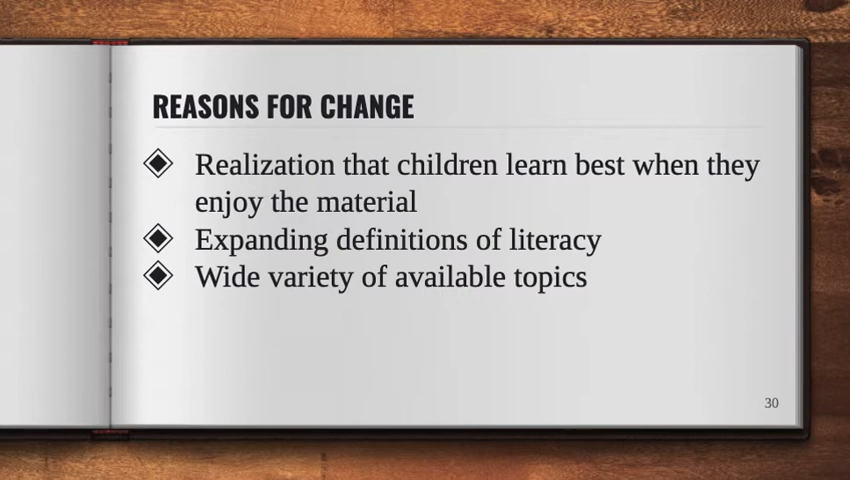 REASONS FOR CHANGE
Realization that children learn best when they
enjoy the material
Expanding definitions of literacy
Wide variety of available topics
30